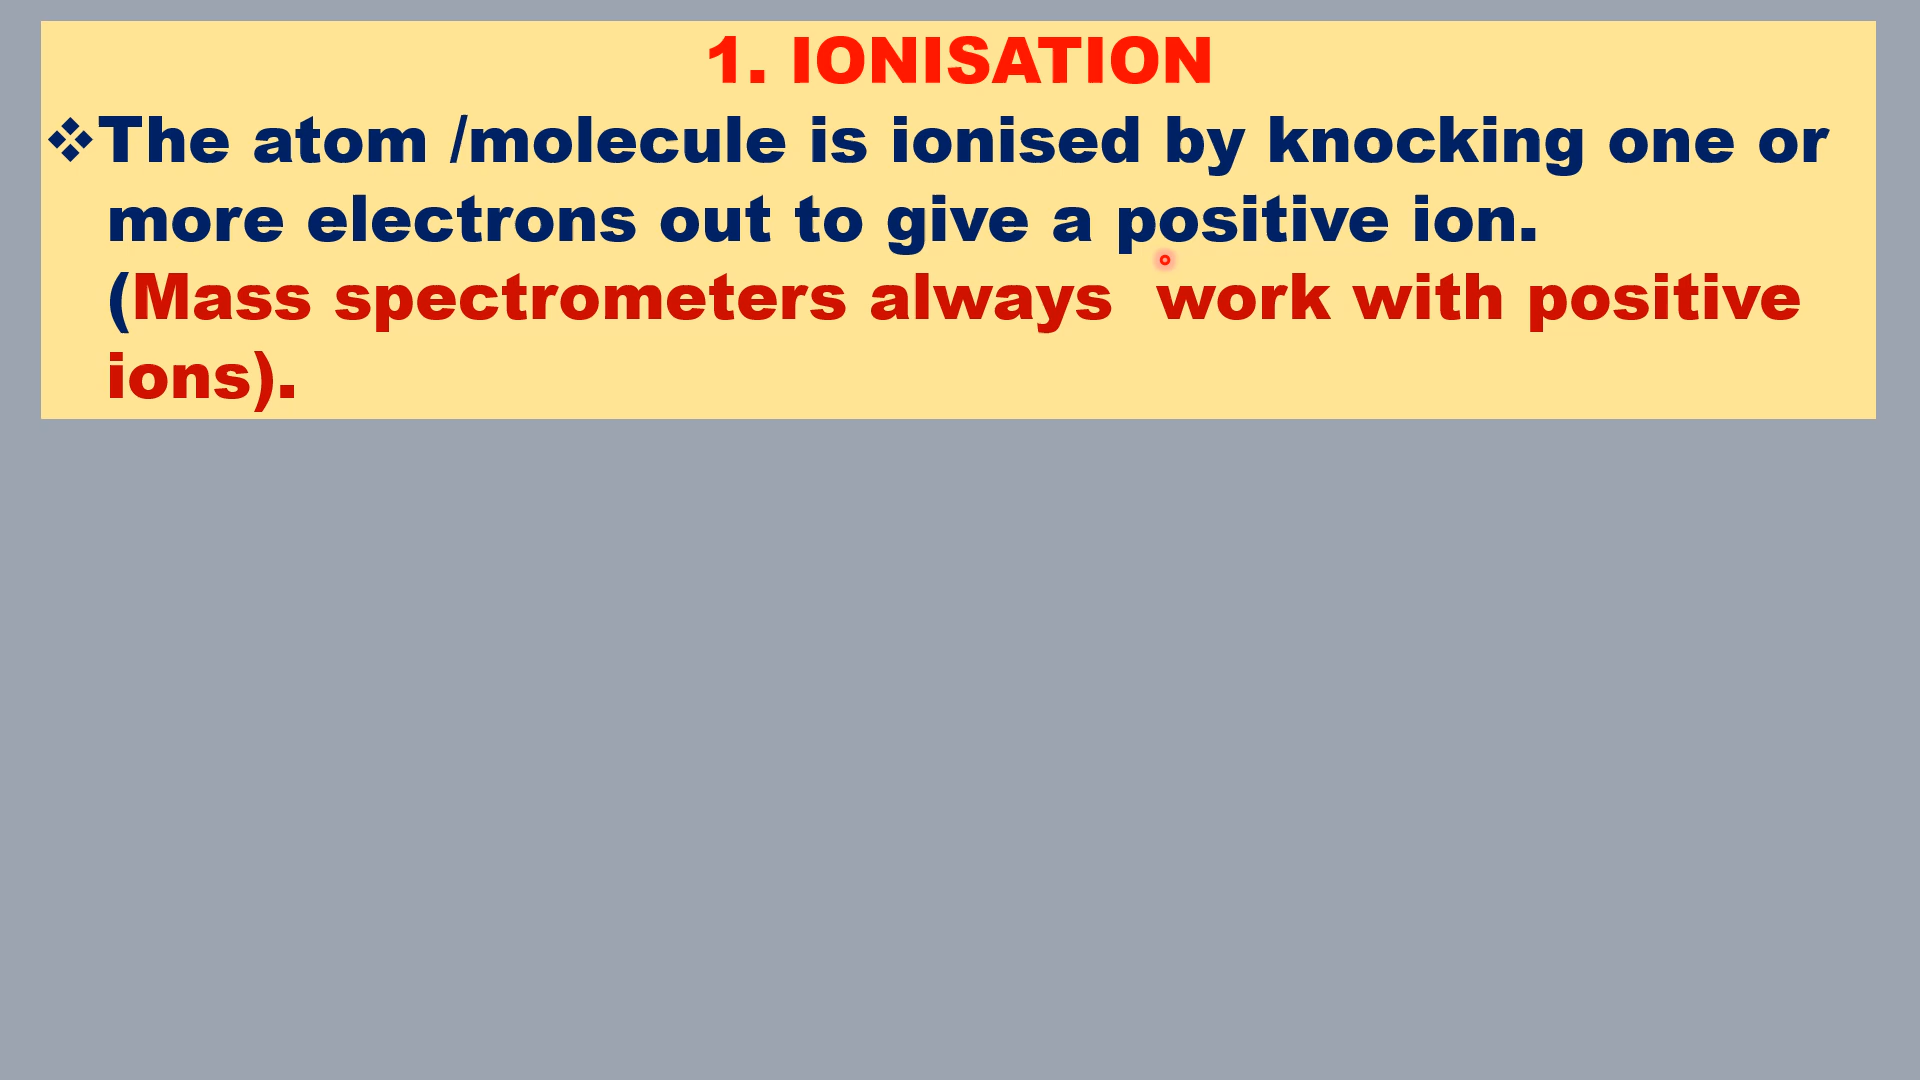 1. IONISATION
❖The atom /molecule is ionised by knocking one or
more electrons out to give a positive ion.
(Mass spectrometers always  work with positive
ions).